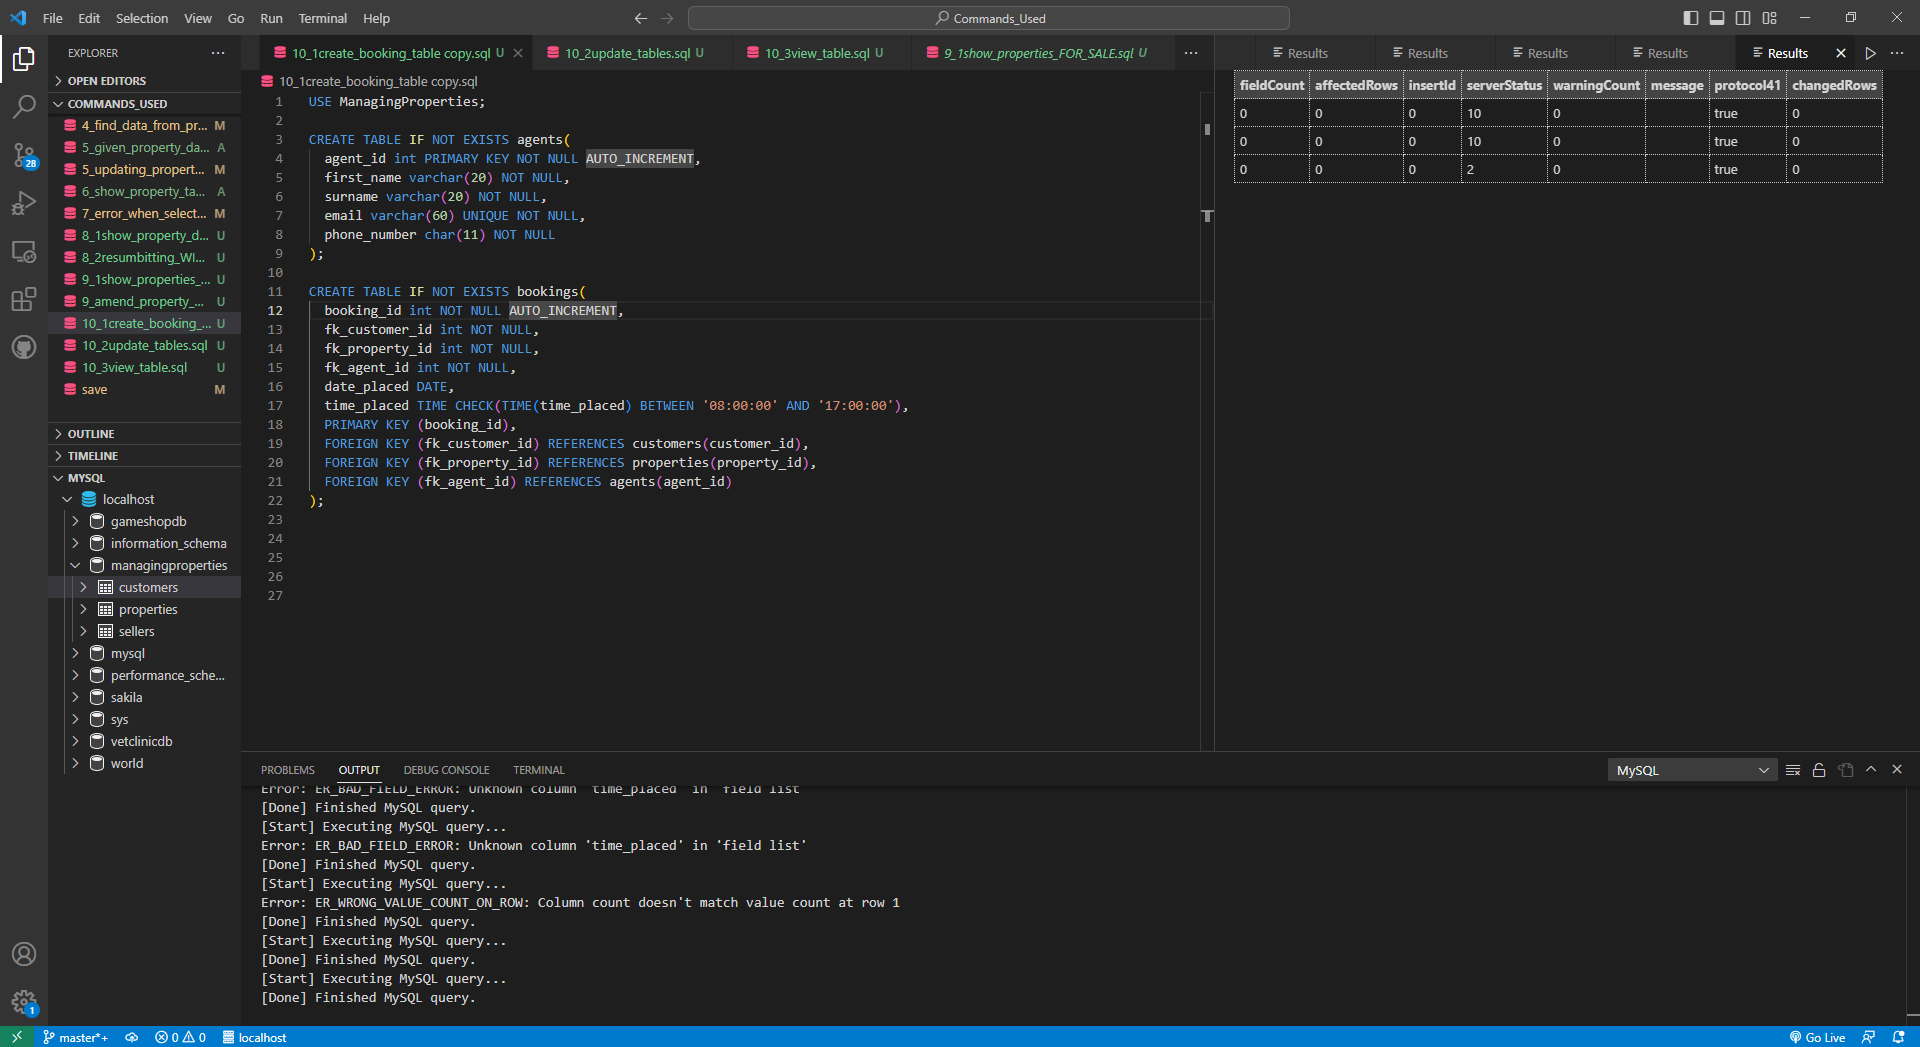 File Edit Selection View Go Run Terminal Help
Commands_Used
EXPLORER
OPEN EDITORS
COMMANDS_USED
4_find_data_from_pr... M
5_given_property_da... A
5_updating_propert... M
6_show_property_ta... A
7_error_when_select... M
8_1show_property_d... U
8_2resumbitting_WI... U
9_1show_properties_... U
9_amend_property_... U
10_1create_booking_... U
10_2update_tables.sql U
10_3view_table.sql U
save M
OUTLINE
TIMELINE
MYSQL
localhost
gameshopdb
information_schema
managingproperties
customers
properties
sellers
mysql
performance_sche...
sakila
sys
vetclinicdb
world
28
1
10_1create_booking_table copy.sql U
10_2update_tables.sql U
10_3view_table.sql U
9_1show_properties_FOR_SALE.sql U
10_1create_booking_table copy.sql
1 USE ManagingProperties;
2
3 CREATE TABLE IF NOT EXISTS agents(
4 agent_id int PRIMARY KEY NOT NULL AUTO_INCREMENT,
5 first_name varchar(20) NOT NULL,
6 surname varchar(20) NOT NULL,
7 email varchar(60) UNIQUE NOT NULL,
8 phone_number char(11) NOT NULL
9 );
10
11 CREATE TABLE IF NOT EXISTS bookings(
12 booking_id int NOT NULL AUTO_INCREMENT,
13 fk_customer_id int NOT NULL,
14 fk_property_id int NOT NULL,
15 fk_agent_id int NOT NULL,
16 date_placed DATE,
17 time_placed TIME CHECK(TIME(time_placed) BETWEEN '08:00:00' AND '17:00:00'),
18 PRIMARY KEY (booking_id),
19 FOREIGN KEY (fk_customer_id) REFERENCES customers(customer_id),
20 FOREIGN KEY (fk_property_id) REFERENCES properties(property_id),
21 FOREIGN KEY (fk_agent_id) REFERENCES agents(agent_id)
22 );
23
24
25
26
27
Results Results Results Results Results
fieldCount affectedRows insertId serverStatus warningCount message protocol41 changedRows
0 0 0 10 0 true 0
0 0 0 10 0 true 0
0 0 0 2 0 true 0
PROBLEMS OUTPUT DEBUG CONSOLE TERMINAL
MySQL
Error: ER_BAD_FIELD_ERROR: Unknown column 'time_placed' in 'field list'
[Done] Finished MySQL query.
[Start] Executing MySQL query...
Error: ER_BAD_FIELD_ERROR: Unknown column 'time_placed' in 'field list'
[Done] Finished MySQL query.
[Start] Executing MySQL query...
Error: ER_WRONG_VALUE_COUNT_ON_ROW: Column count doesn't match value count at row 1
[Done] Finished MySQL query.
[Start] Executing MySQL query...
[Done] Finished MySQL query.
[Start] Executing MySQL query...
[Done] Finished MySQL query.
master*+ 0 0 localhost
Go Live